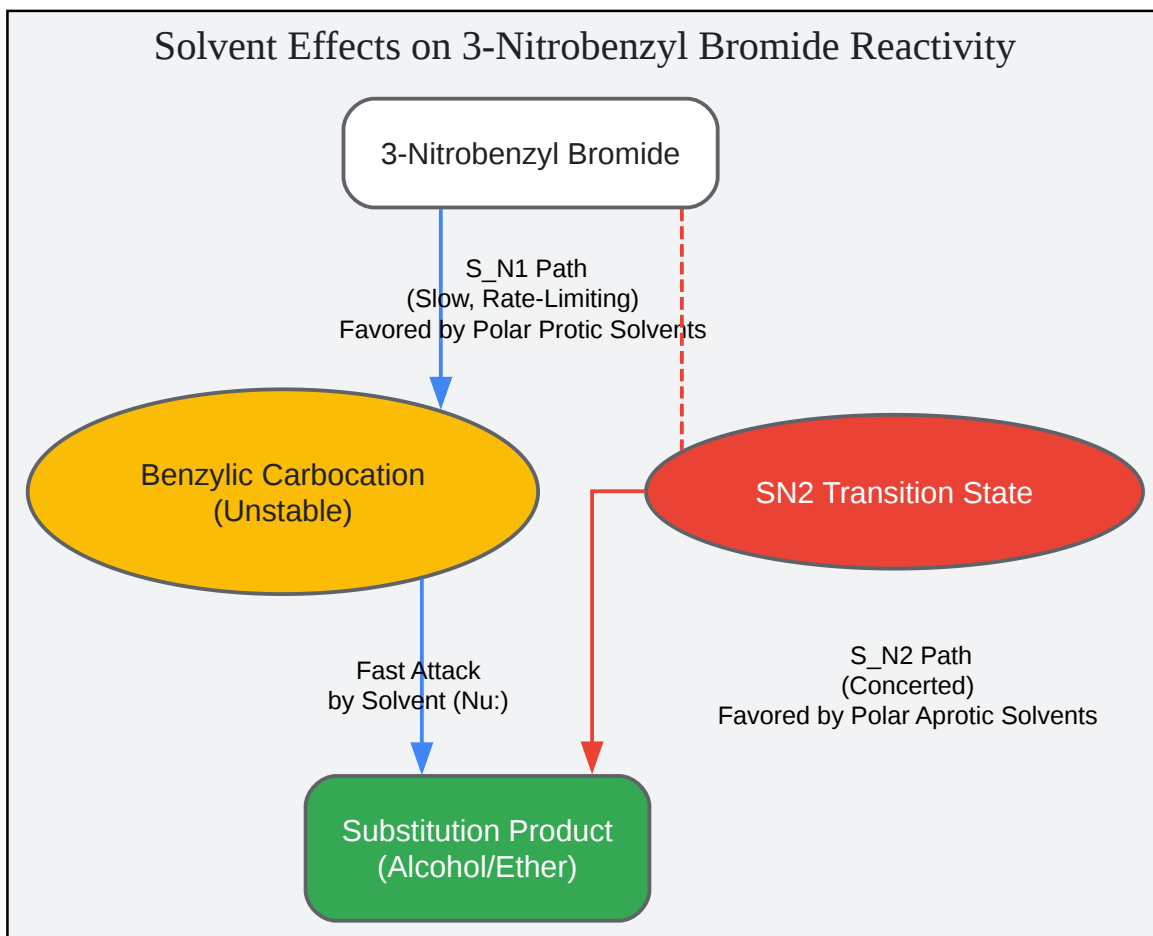 Solvent Effects on 3-Nitrobenzyl Bromide Reactivity
3-Nitrobenzyl Bromide
S_N1 Path
(Slow, Rate-Limiting)
Favored by Polar Protic Solvents
Benzylic Carbocation
(Unstable)
SN2 Transition State
Fast Attack
by Solvent (Nu:)
S_N2 Path
(Concerted)
Favored by Polar Aprotic Solvents
Substitution Product
(Alcohol/Ether)